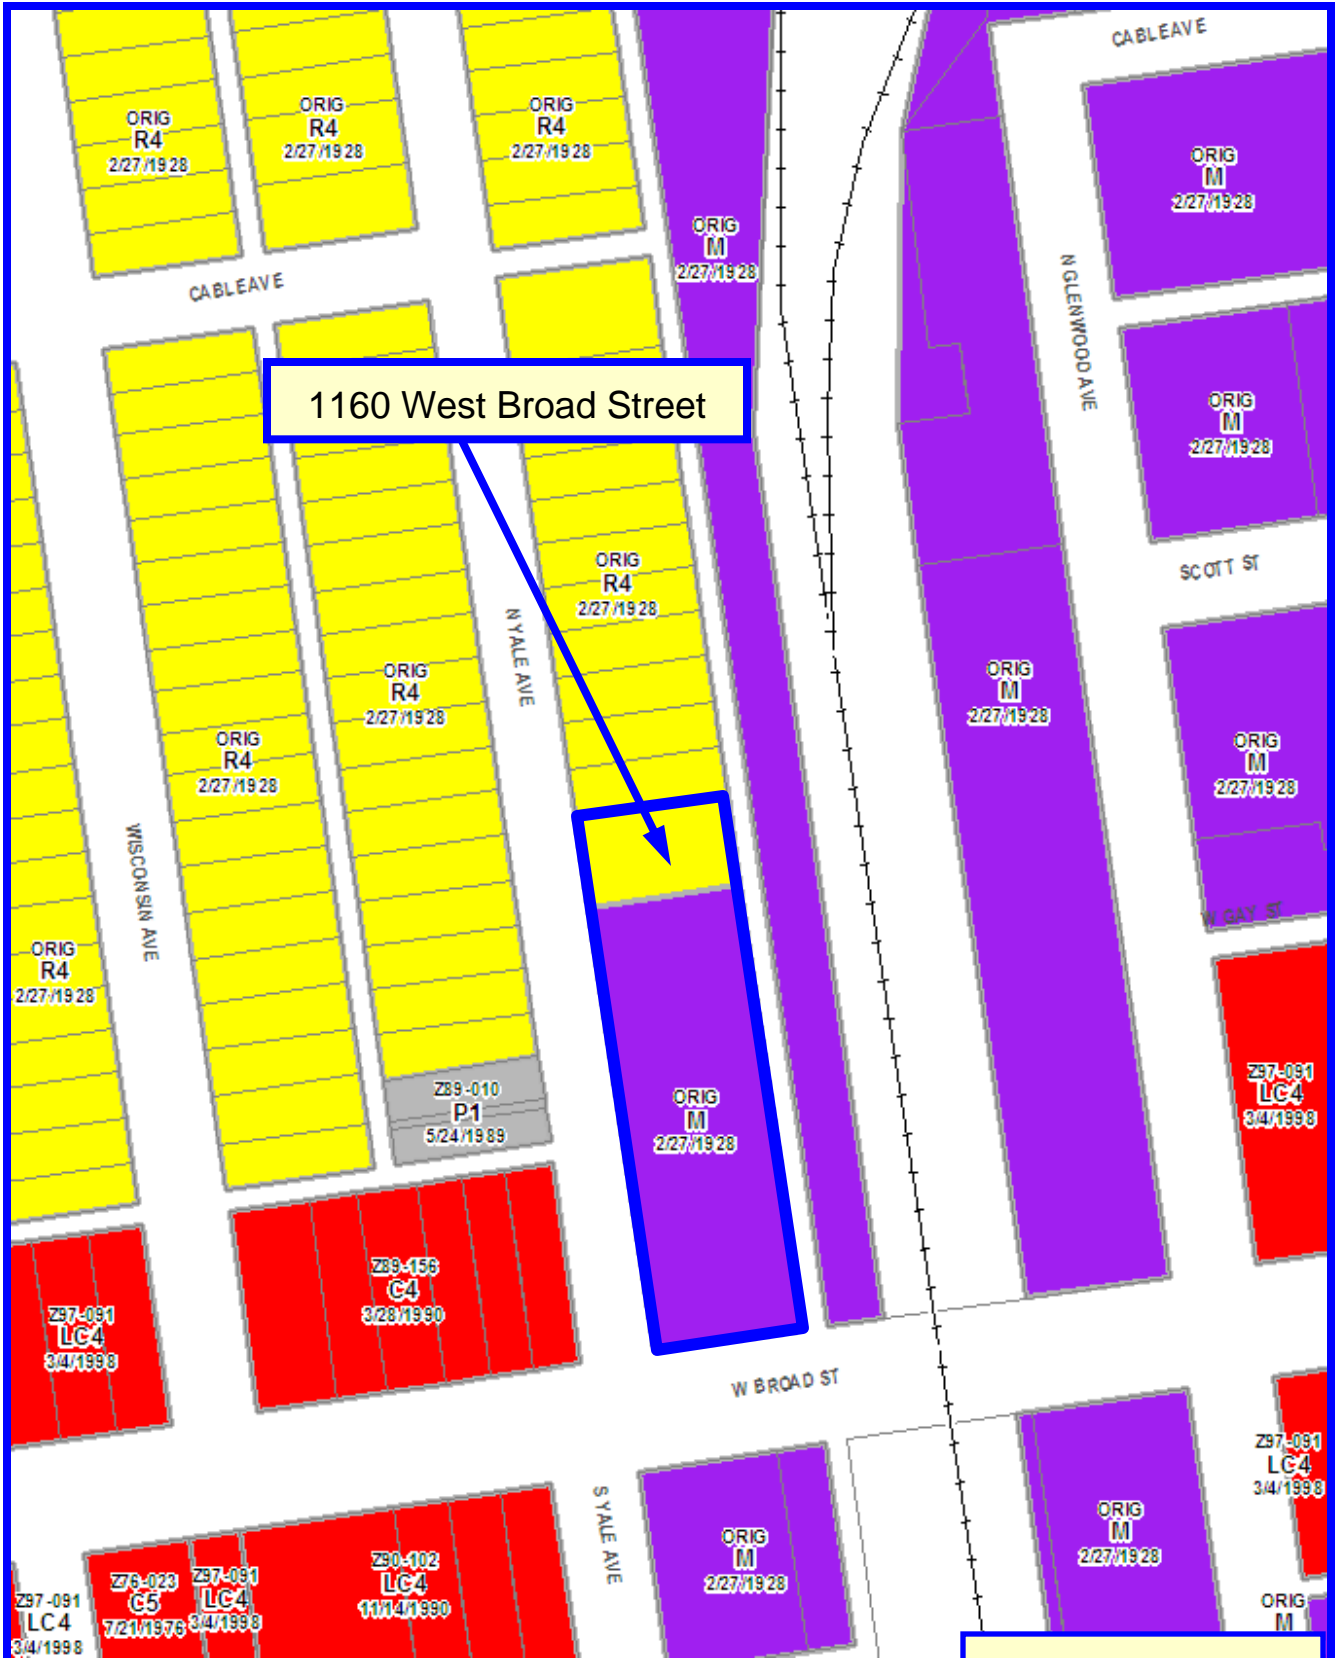 CABLE AVE
ORIG
R4
2/27/1928
ORIG
R4
2/27/1928
ORIG
R4
2/27/1928
ORIG
M
2/27/1928
ORIG
M
2/27/1928
CABLE AVE
N GLENWOOD AVE
1160 West Broad Street
ORIG
M
2/27/1928
SCOTT ST
ORIG
R4
2/27/1928
N YALE AVE
ORIG
R4
2/27/1928
ORIG
M
2/27/1928
ORIG
R4
2/27/1928
ORIG
M
2/27/1928
WISCONSIN AVE
W GAY ST
ORIG
R4
2/27/1928
Z89-010
P1
5/24/1989
ORIG
M
2/27/1928
Z97-091
LC4
3/4/1998
Z89-156
C4
3/28/1990
Z97-091
LC4
3/4/1998
W BROAD ST
Z97-091
LC4
3/4/1998
S YALE AVE
ORIG
M
2/27/1928
ORIG
M
2/27/1928
Z90-102
LC4
11/14/1990
Z76-023
C5
7/21/1976
Z97-091
LC4
3/4/1998
Z97-091
LC4
3/4/1998
ORIG
M